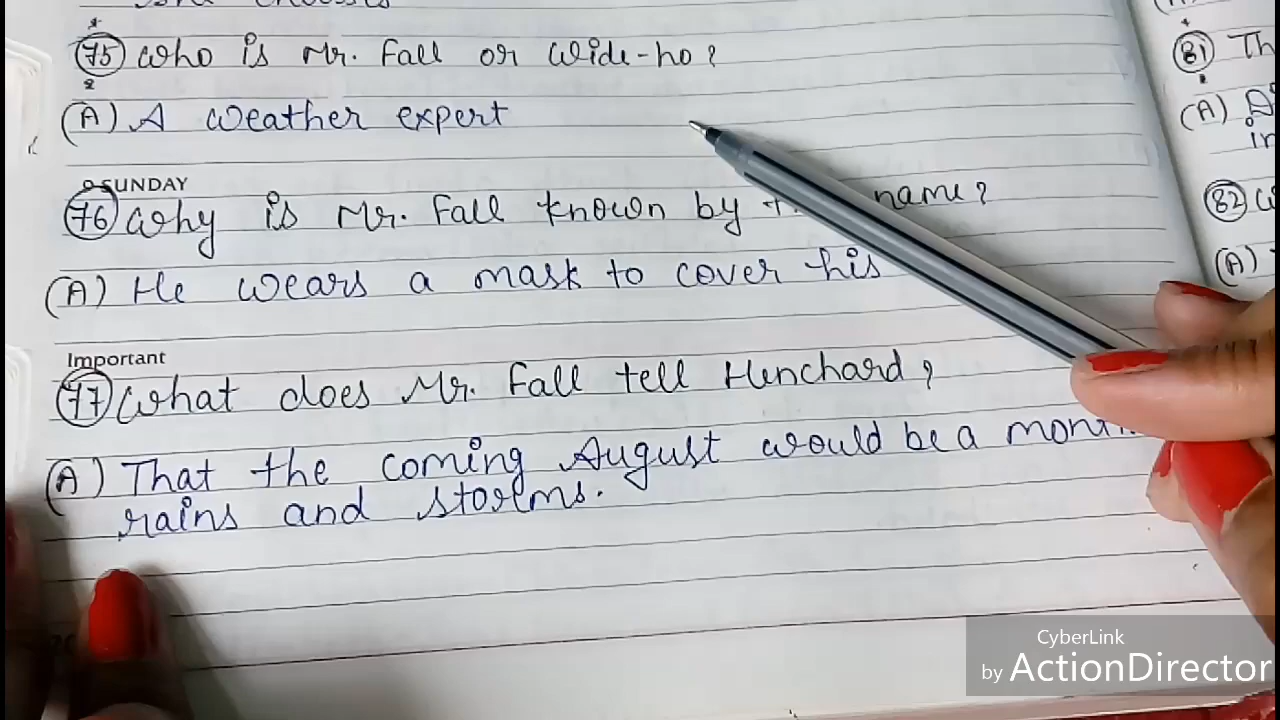 75 Who is Mr. Fall or Wide-ho?
(A) A weather expert
SUNDAY
76 Why is Mr. Fall known by name?
(A) He wears a mask to cover his
Important
77 What does Mr. Fall tell Henchard?
(A) That the coming August would be a
rains and storms.
81 Th
(A)
in
82
(A)
CyberLink
by ActionDirector